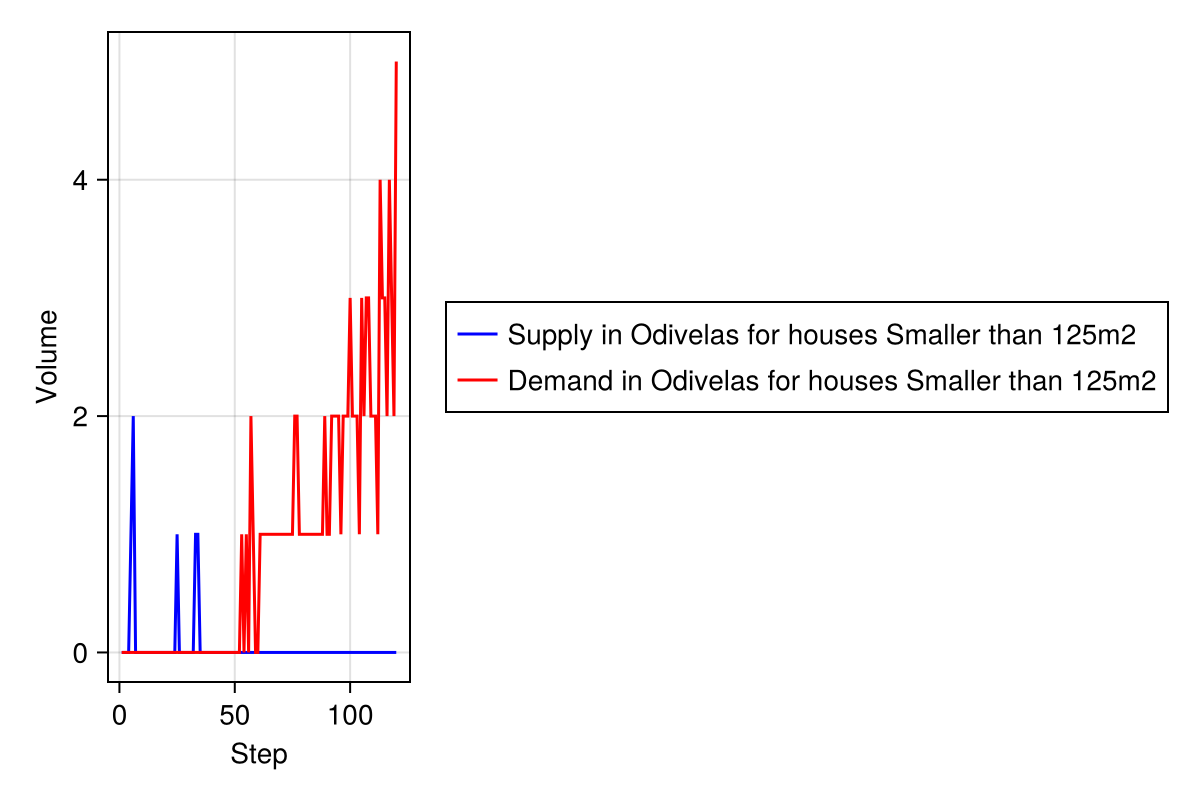 4
2
0
Volume
0 50 100
Step
Supply in Odivelas for houses Smaller than 125m2
Demand in Odivelas for houses Smaller than 125m2